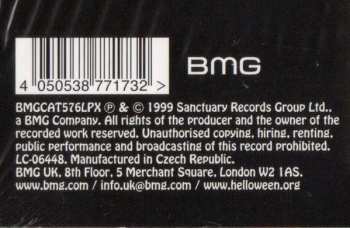 BMG
4 050538 771732 >
BMGCAT576LPX ℗ & © 1999 Sanctuary Records Group Ltd.,
a BMG Company. All rights of the producer and the owner of the
recorded work reserved. Unauthorised copying, hiring, renting,
public performance and broadcasting of this record prohibited.
LC-06448. Manufactured in Czech Republic.
BMG UK, 8th Floor, 5 Merchant Square, London W2 1AS.
www.bmg.com / info.uk@bmg.com / www.helloween.org